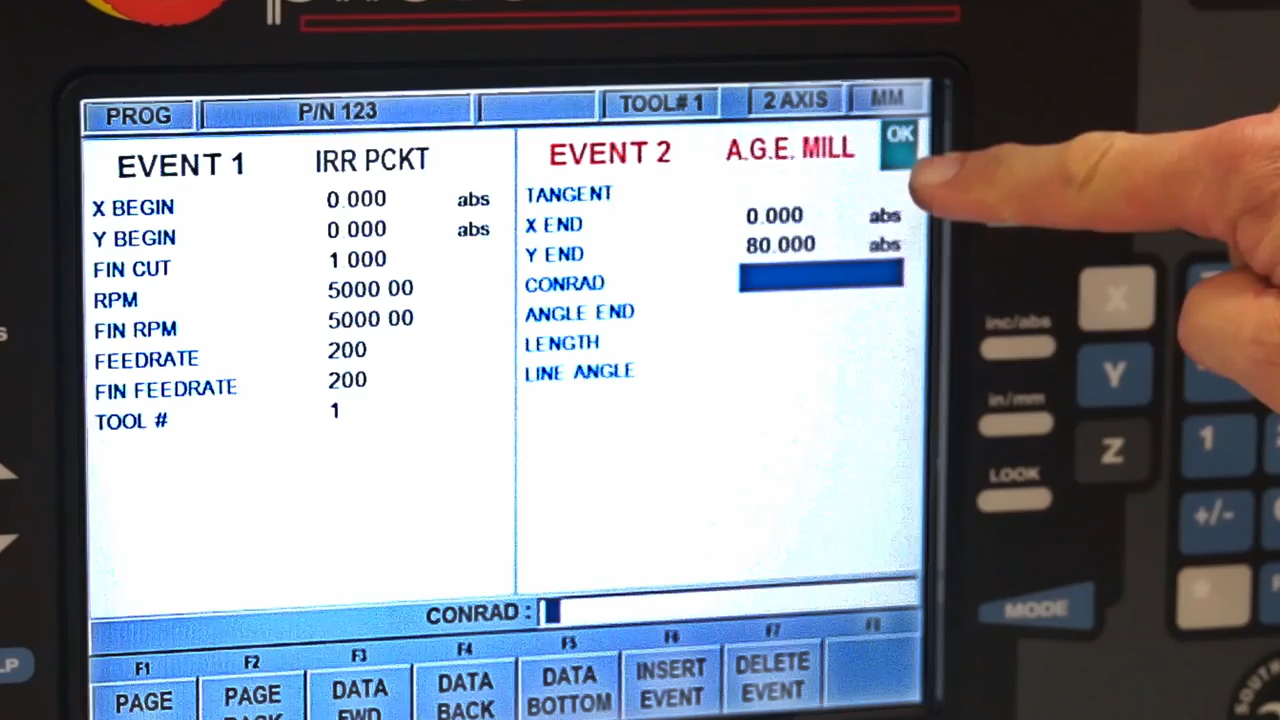 PROG P/N 123 TOOL# 1 2 AXIS MM
EVENT 1 IRR PCKT
X BEGIN 0.000 abs
Y BEGIN 0.000 abs
FIN CUT 1 000
RPM 5000 00
FIN RPM 5000 00
FEEDRATE 200
FIN FEEDRATE 200
TOOL # 1
EVENT 2 A.G.E. MILL OK
TANGENT
X END 0.000 abs
Y END 80.000 abs
CONRAD
ANGLE END
LENGTH
LINE ANGLE
CONRAD :
F1 F2 F3 F4 F5 F6 F7 F8
PAGE
PAGE BACK
DATA FWD
DATA BACK
DATA BOTTOM
INSERT EVENT
DELETE EVENT
inc/abs
in/mm
LOOK
X
Y
Z
1
+/-
MODE